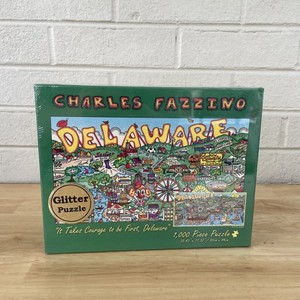 CHARLES FAZZINO
DELAWARE
Glitter
Puzzle
"It Takes Courage to be First, Delaware"
1,000 Piece Puzzle